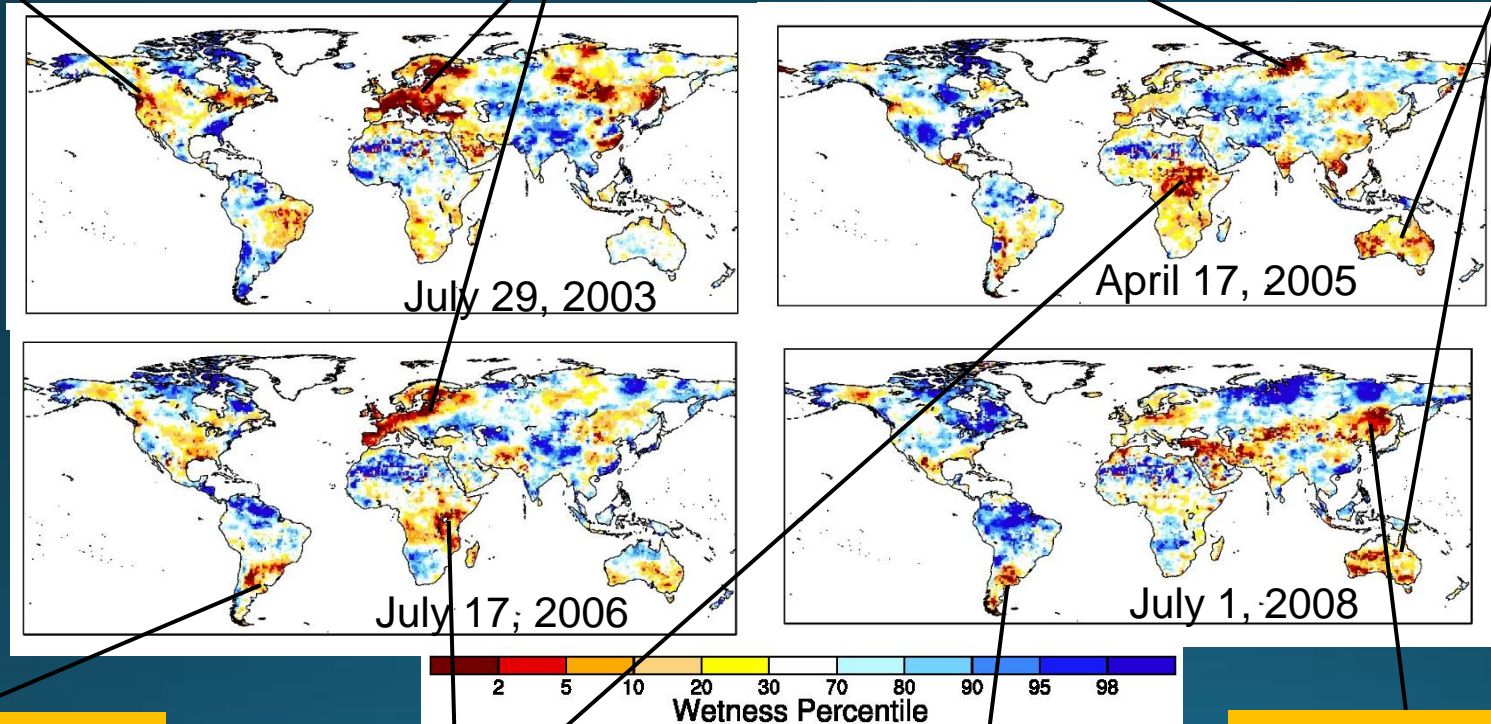 July 29, 2003
April 17, 2005
July 17, 2006
July 1, 2008
2 5 10 20 30 70 80 90 95 98
Wetness Percentile